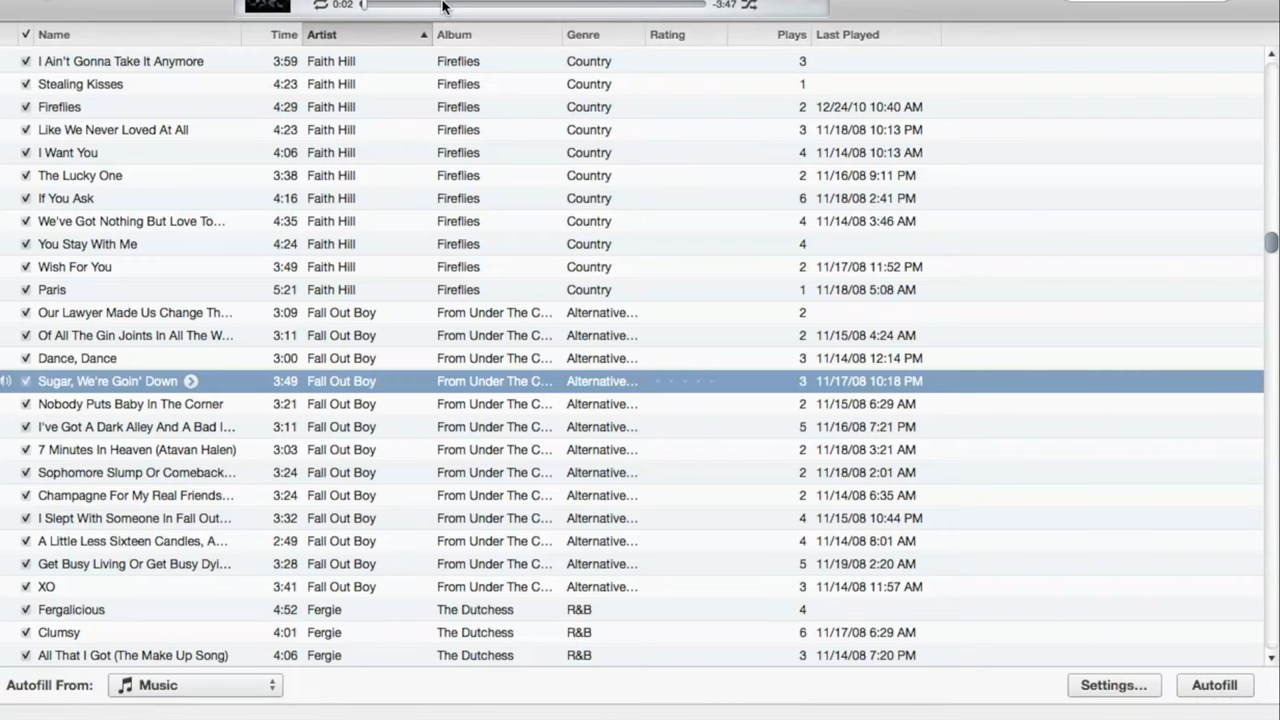 0:02 -3:47
Name Time Artist Album Genre Rating Plays Last Played
I Ain't Gonna Take It Anymore 3:59 Faith Hill Fireflies Country 3
Stealing Kisses 4:23 Faith Hill Fireflies Country 1
Fireflies 4:29 Faith Hill Fireflies Country 2 12/24/10 10:40 AM
Like We Never Loved At All 4:23 Faith Hill Fireflies Country 3 11/18/08 10:13 PM
I Want You 4:06 Faith Hill Fireflies Country 4 11/14/08 10:13 AM
The Lucky One 3:38 Faith Hill Fireflies Country 2 11/16/08 9:11 PM
If You Ask 4:16 Faith Hill Fireflies Country 6 11/18/08 2:41 PM
We've Got Nothing But Love To... 4:35 Faith Hill Fireflies Country 4 11/14/08 3:46 AM
You Stay With Me 4:24 Faith Hill Fireflies Country 4
Wish For You 3:49 Faith Hill Fireflies Country 2 11/17/08 11:52 PM
Paris 5:21 Faith Hill Fireflies Country 1 11/18/08 5:08 AM
Our Lawyer Made Us Change Th... 3:09 Fall Out Boy From Under The C... Alternative... 2
Of All The Gin Joints In All The W... 3:11 Fall Out Boy From Under The C... Alternative... 2 11/15/08 4:24 AM
Dance, Dance 3:00 Fall Out Boy From Under The C... Alternative... 3 11/14/08 12:14 PM
Sugar, We're Goin' Down 3:49 Fall Out Boy From Under The C... Alternative... 3 11/17/08 10:18 PM
Nobody Puts Baby In The Corner 3:21 Fall Out Boy From Under The C... Alternative... 2 11/15/08 6:29 AM
I've Got A Dark Alley And A Bad I... 3:11 Fall Out Boy From Under The C... Alternative... 5 11/16/08 7:21 PM
7 Minutes In Heaven (Atavan Halen) 3:03 Fall Out Boy From Under The C... Alternative... 2 11/18/08 3:21 AM
Sophomore Slump Or Comeback... 3:24 Fall Out Boy From Under The C... Alternative... 2 11/18/08 2:01 AM
Champagne For My Real Friends... 3:24 Fall Out Boy From Under The C... Alternative... 2 11/14/08 6:35 AM
I Slept With Someone In Fall Out... 3:32 Fall Out Boy From Under The C... Alternative... 4 11/15/08 10:44 PM
A Little Less Sixteen Candles, A... 2:49 Fall Out Boy From Under The C... Alternative... 4 11/14/08 8:01 AM
Get Busy Living Or Get Busy Dyi... 3:28 Fall Out Boy From Under The C... Alternative... 5 11/19/08 2:20 AM
XO 3:41 Fall Out Boy From Under The C... Alternative... 3 11/14/08 11:57 AM
Fergalicious 4:52 Fergie The Dutchess R&B 4
Clumsy 4:01 Fergie The Dutchess R&B 6 11/17/08 6:29 AM
All That I Got (The Make Up Song) 4:06 Fergie The Dutchess R&B 3 11/14/08 7:20 PM
Autofill From: Music Settings... Autofill